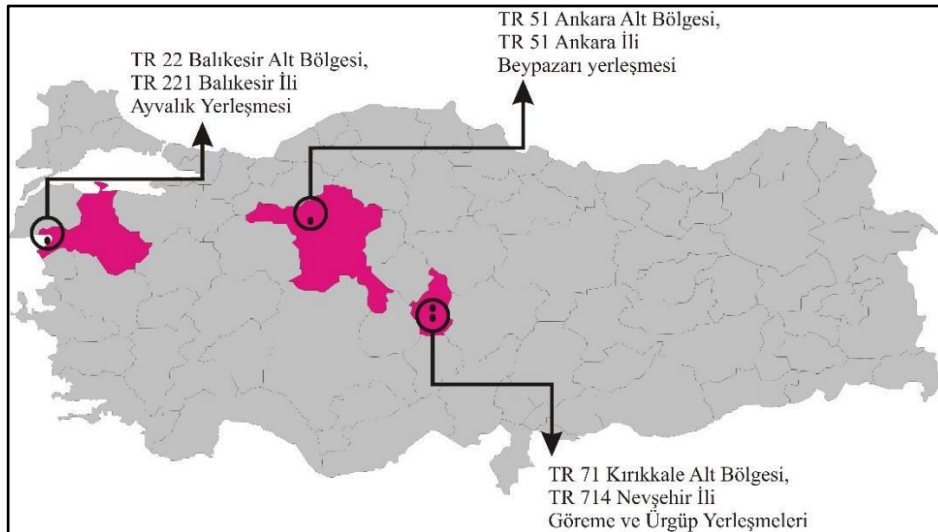 TR 22 Balıkesir Alt Bölgesi,
TR 221 Balıkesir İli
Ayvalık Yerleşmesi
TR 51 Ankara Alt Bölgesi,
TR 51 Ankara İli
Beypazarı yerleşmesi
TR 71 Kırıkkale Alt Bölgesi,
TR 714 Nevşehir İli
Göreme ve Ürgüp Yerleşmeleri